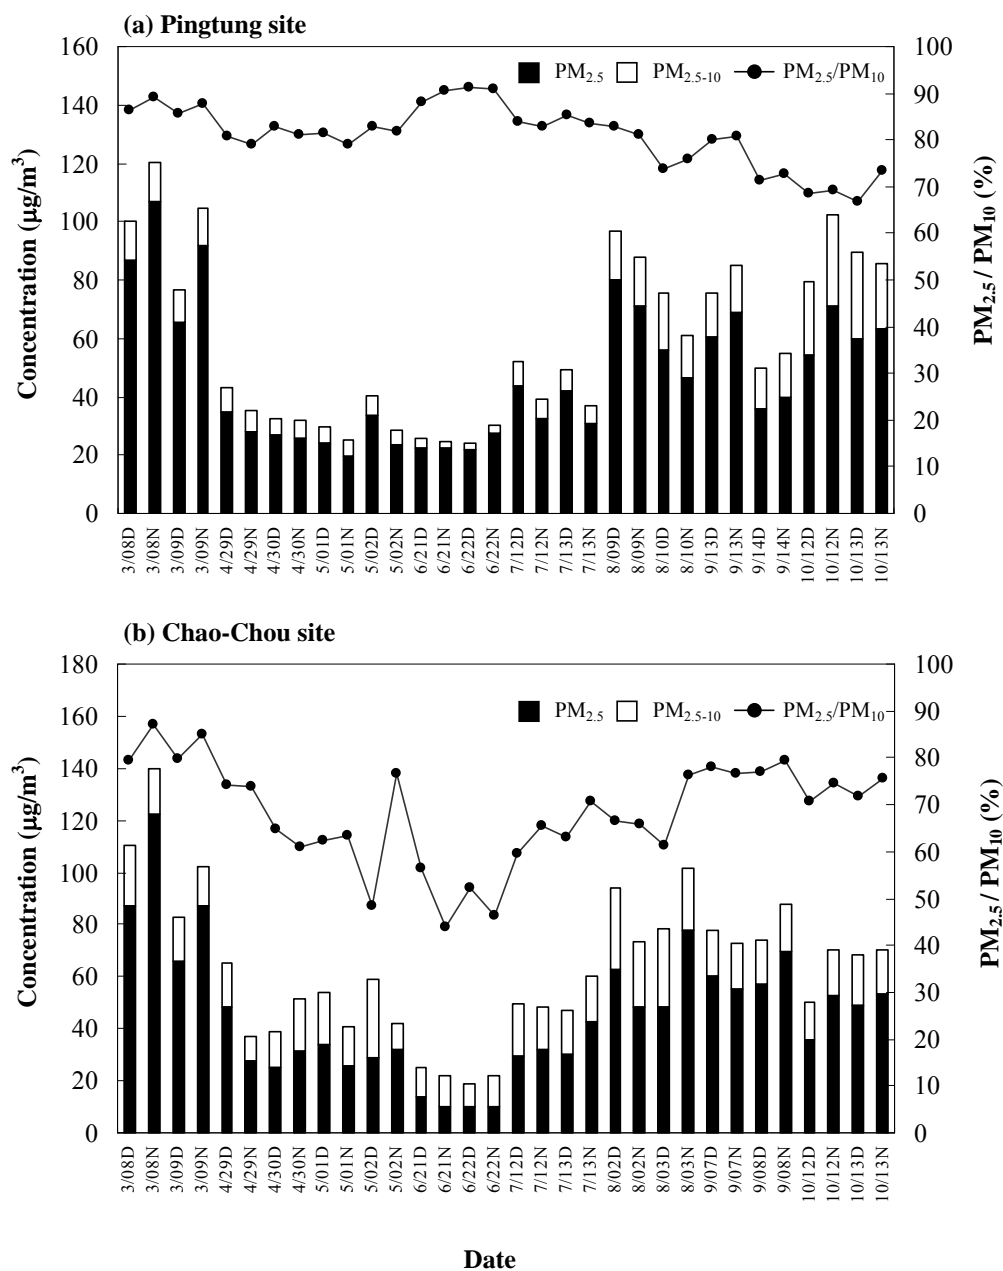 (a) Pingtung site
160
140
120
100
80
60
40
20
0
Concentration (μg/m³)
PM2.5 PM2.5-10 PM2.5/PM10
100
90
80
70
60
50
40
30
20
10
0
PM2.5 / PM10 (%)
3/08D
3/08N
3/09D
3/09N
4/29D
4/29N
4/30D
4/30N
5/01D
5/01N
5/02D
5/02N
6/21D
6/21N
6/22D
6/22N
7/12D
7/12N
7/13D
7/13N
8/09D
8/09N
8/10D
8/10N
9/13D
9/13N
9/14D
9/14N
10/12D
10/12N
10/13D
10/13N
(b) Chao-Chou site
180
160
140
120
100
80
60
40
20
0
Concentration (μg/m³)
PM2.5 PM2.5-10 PM2.5/PM10
100
90
80
70
60
50
40
30
20
10
0
PM2.5 / PM10 (%)
3/08D
3/08N
3/09D
3/09N
4/29D
4/29N
4/30D
4/30N
5/01D
5/01N
5/02D
5/02N
6/21D
6/21N
6/22D
6/22N
7/12D
7/12N
7/13D
7/13N
8/02D
8/02N
8/03D
8/03N
9/07D
9/07N
9/08D
9/08N
10/12D
10/12N
10/13D
10/13N
Date